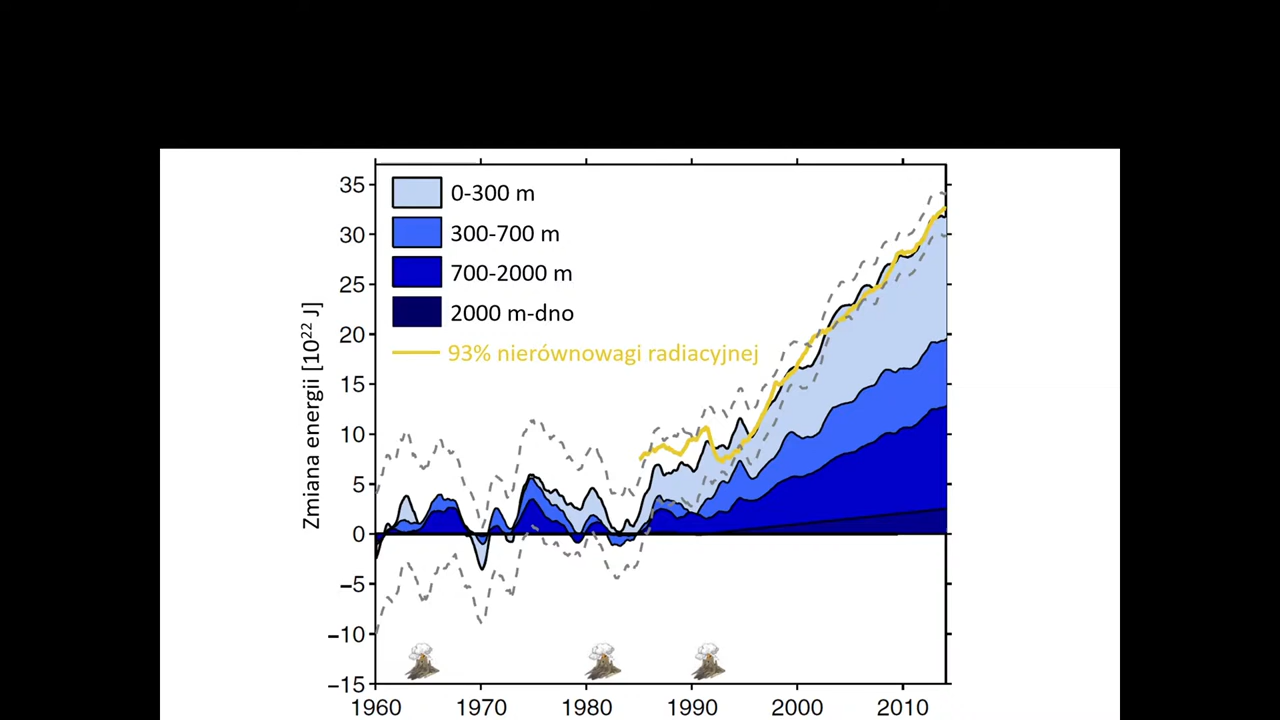 35
30
25
20
15
10
5
0
−5
−10
−15
Zmiana energii [10²² J]
0-300 m
300-700 m
700-2000 m
2000 m-dno
93% nierównowagi radiacyjnej
1960 1970 1980 1990 2000 2010